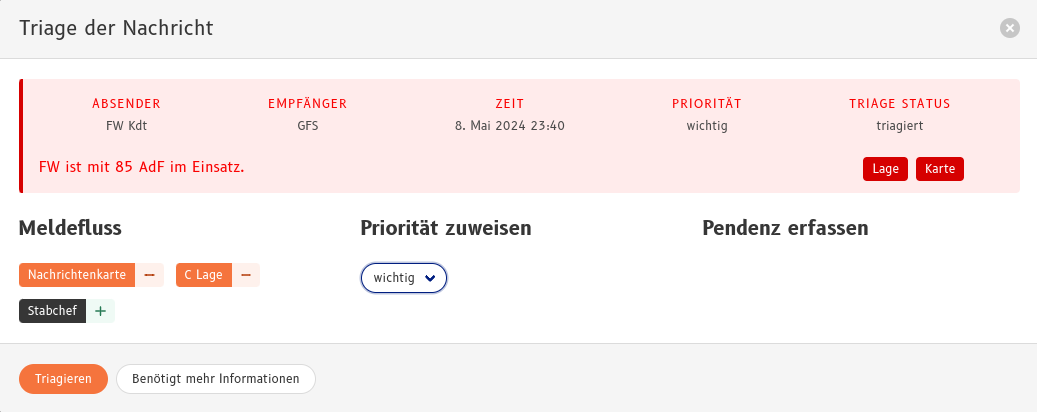 Triage der Nachricht
ABSENDER EMPFÄNGER ZEIT PRIORITÄT TRIAGE STATUS
FW Kdt GFS 8. Mai 2024 23:40 wichtig triagiert
FW ist mit 85 AdF im Einsatz. Lage Karte
Meldefluss Priorität zuweisen Pendenz erfassen
Nachrichtenkarte − C Lage − wichtig
Stabchef +
Triagieren Benötigt mehr Informationen